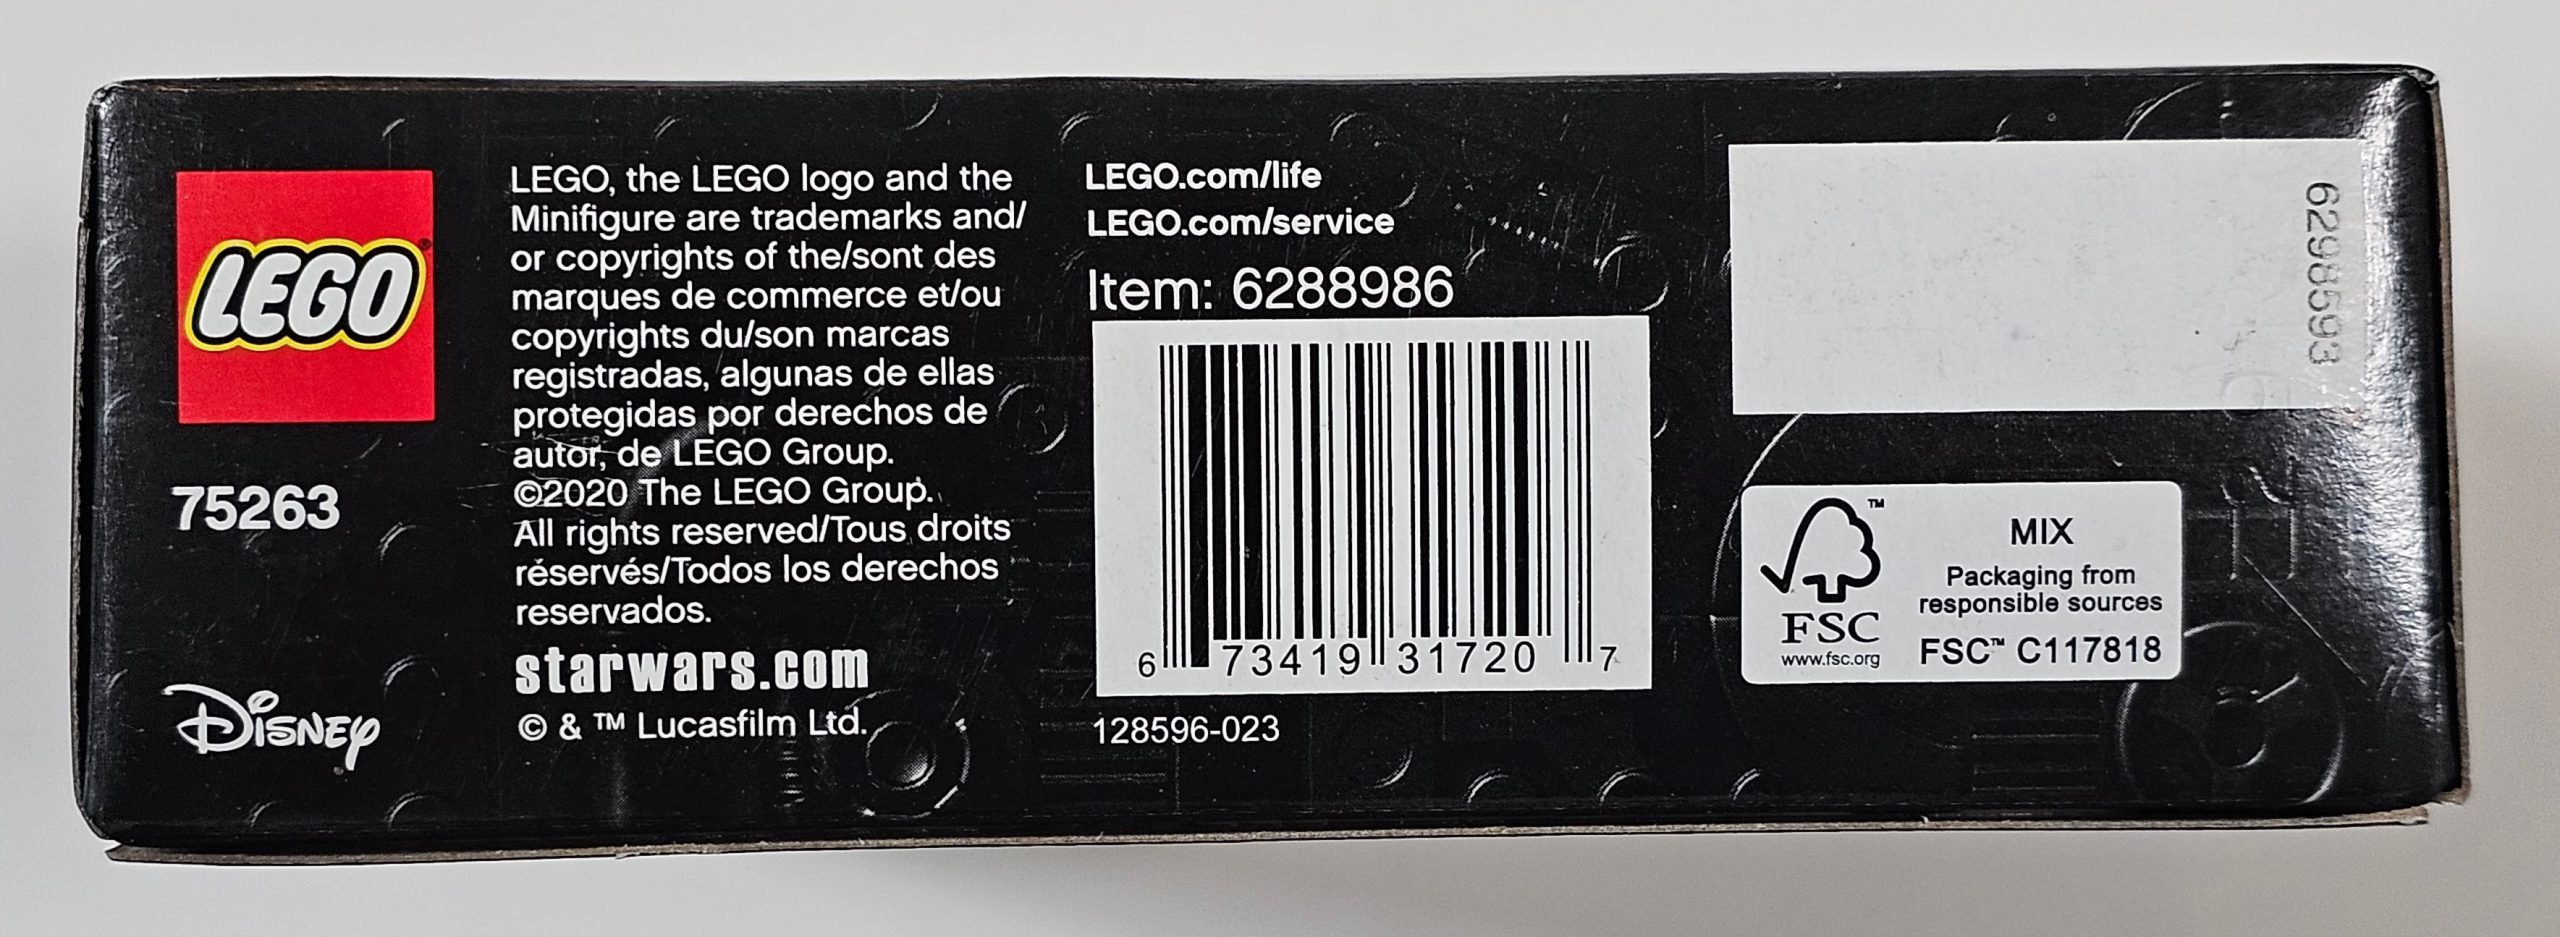 LEGO®
75263
DISNEY
LEGO, the LEGO logo and the
Minifigure are trademarks and/
or copyrights of the/sont des
marques de commerce et/ou
copyrights du/son marcas
registradas, algunas de ellas
protegidas por derechos de
autor, de LEGO Group.
©2020 The LEGO Group.
All rights reserved/Tous droits
réservés/Todos los derechos
reservados.
starwars.com
© & ™ Lucasfilm Ltd.
LEGO.com/life
LEGO.com/service
Item: 6288986
6 73419 31720 7
128596-023
6298593
™
FSC
www.fsc.org
MIX
Packaging from
responsible sources
FSC™ C117818